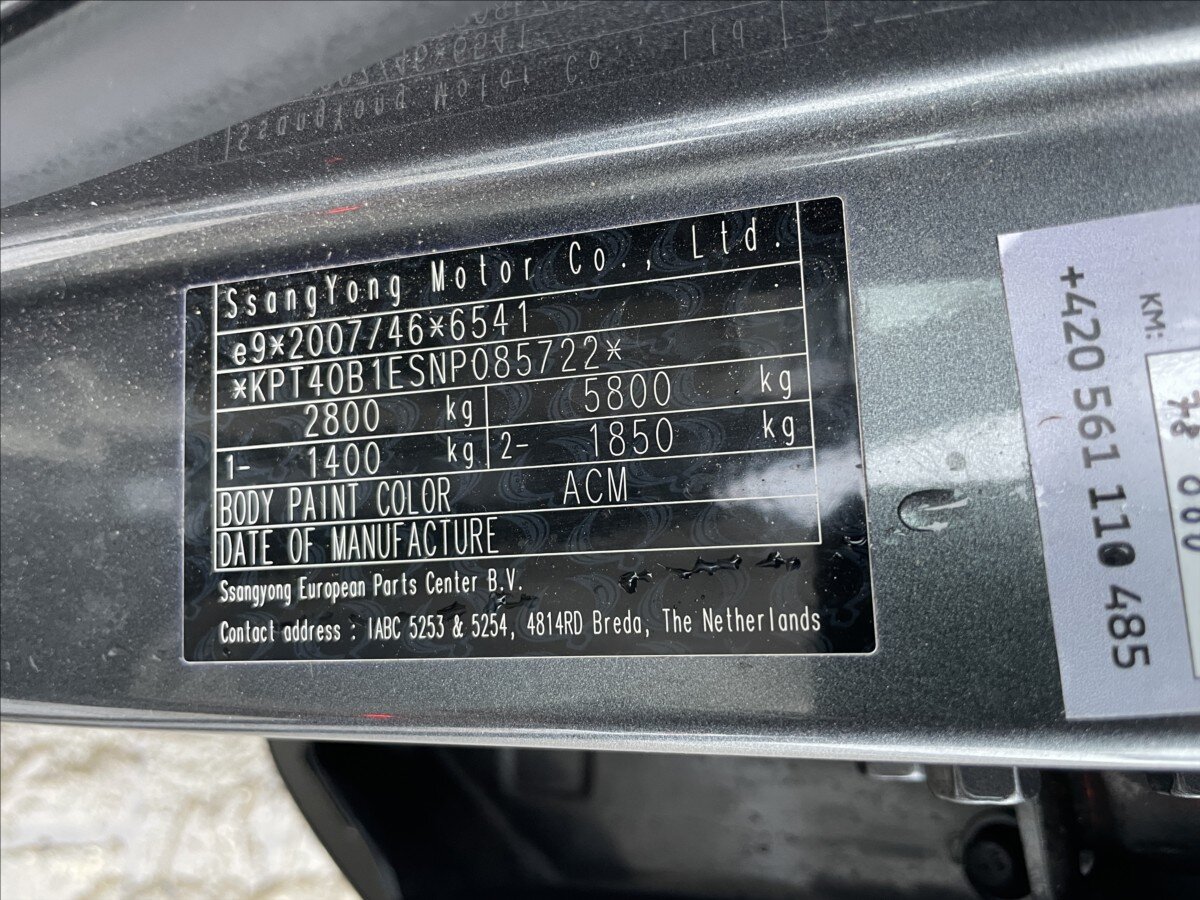 SsangYong Motor Co., Ltd.
e9*2007/46*6541
*KPT40B1ESNP085722*
2800 kg 5800 kg
1- 1400 kg 2- 1850 kg
BODY PAINT COLOR ACM
DATE OF MANUFACTURE
Ssangyong European Parts Center B.V.
Contact address : IABC 5253 & 5254, 4814RD Breda, The Netherlands
+420 561 110 485
KM: